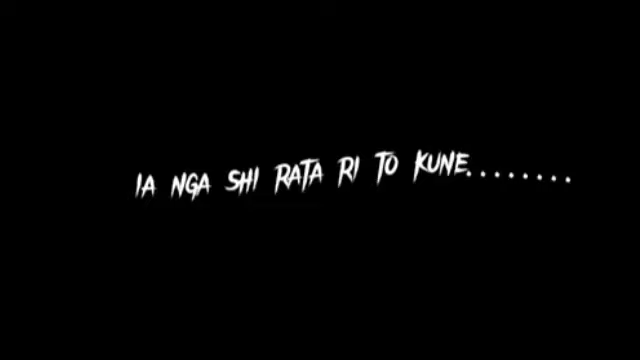 IA NGA SHI RATA RI TO KUNE........